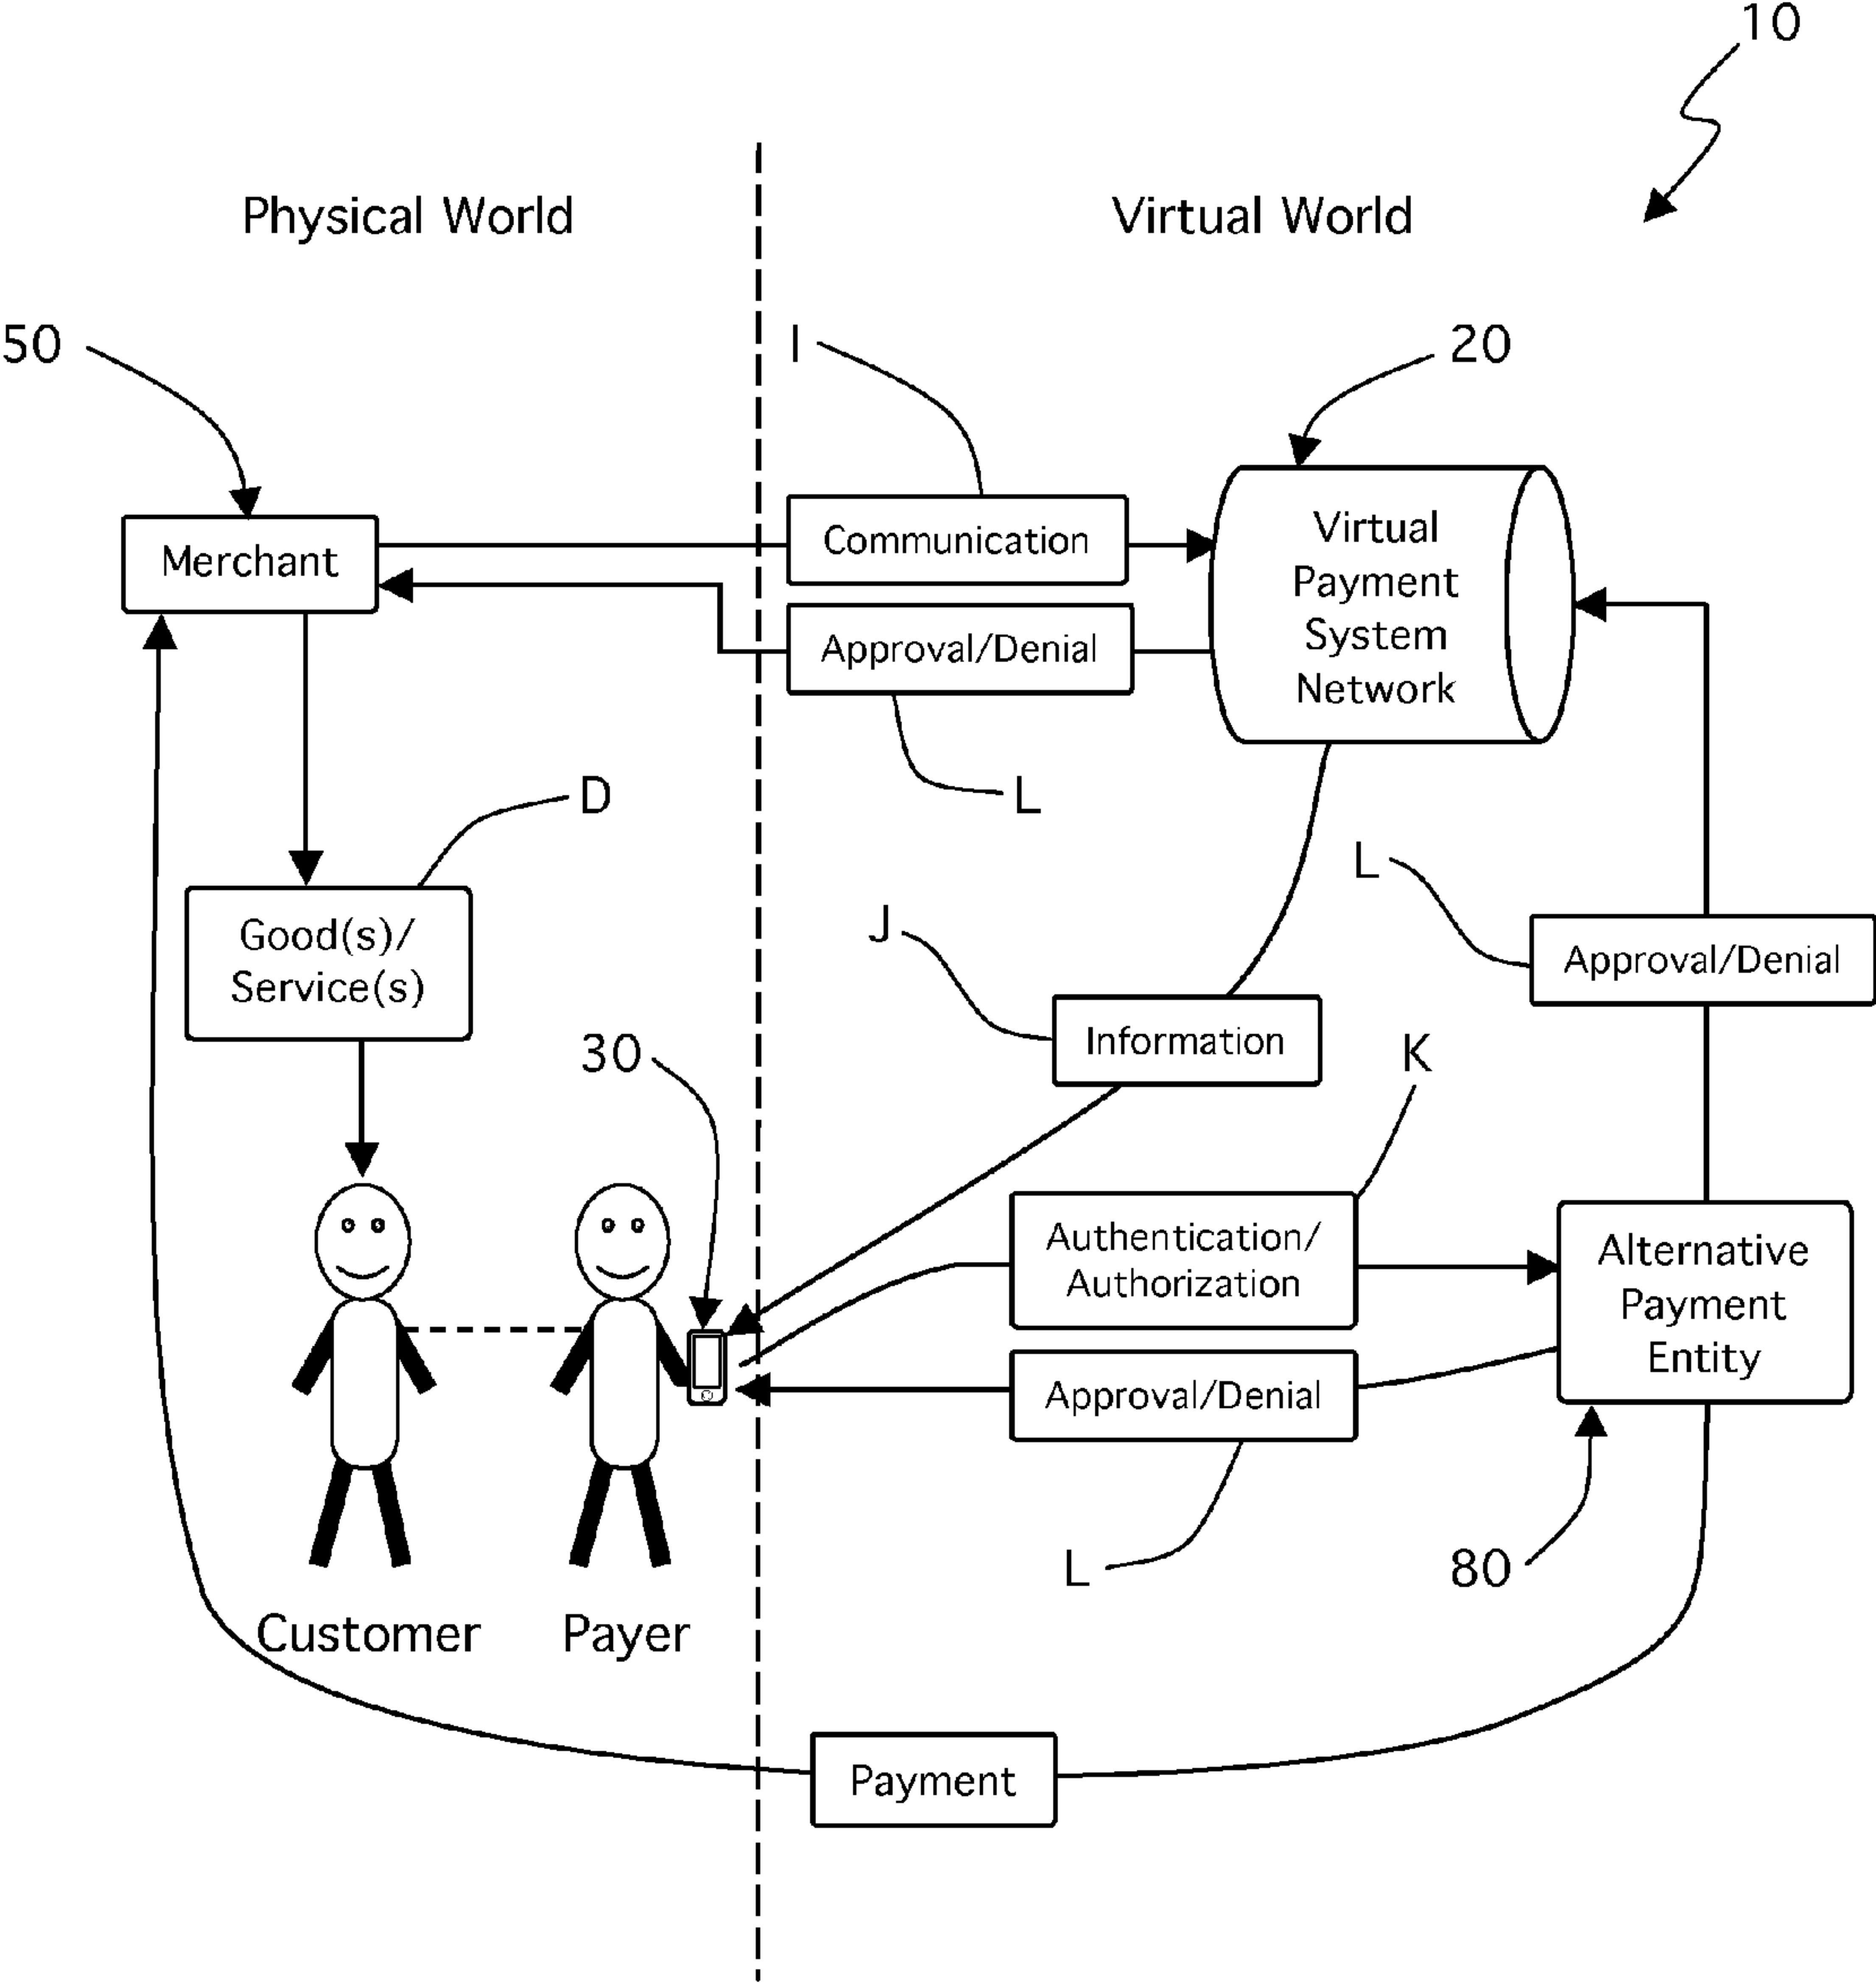 10
Physical World
Virtual World
50
I
20
Merchant
Communication
Approval/Denial
Virtual
Payment
System
Network
D
L
L
Good(s)/
Service(s)
J
Approval/Denial
30
Information
K
Authentication/
Authorization
Alternative
Payment
Entity
Approval/Denial
L
80
Customer
Payer
Payment